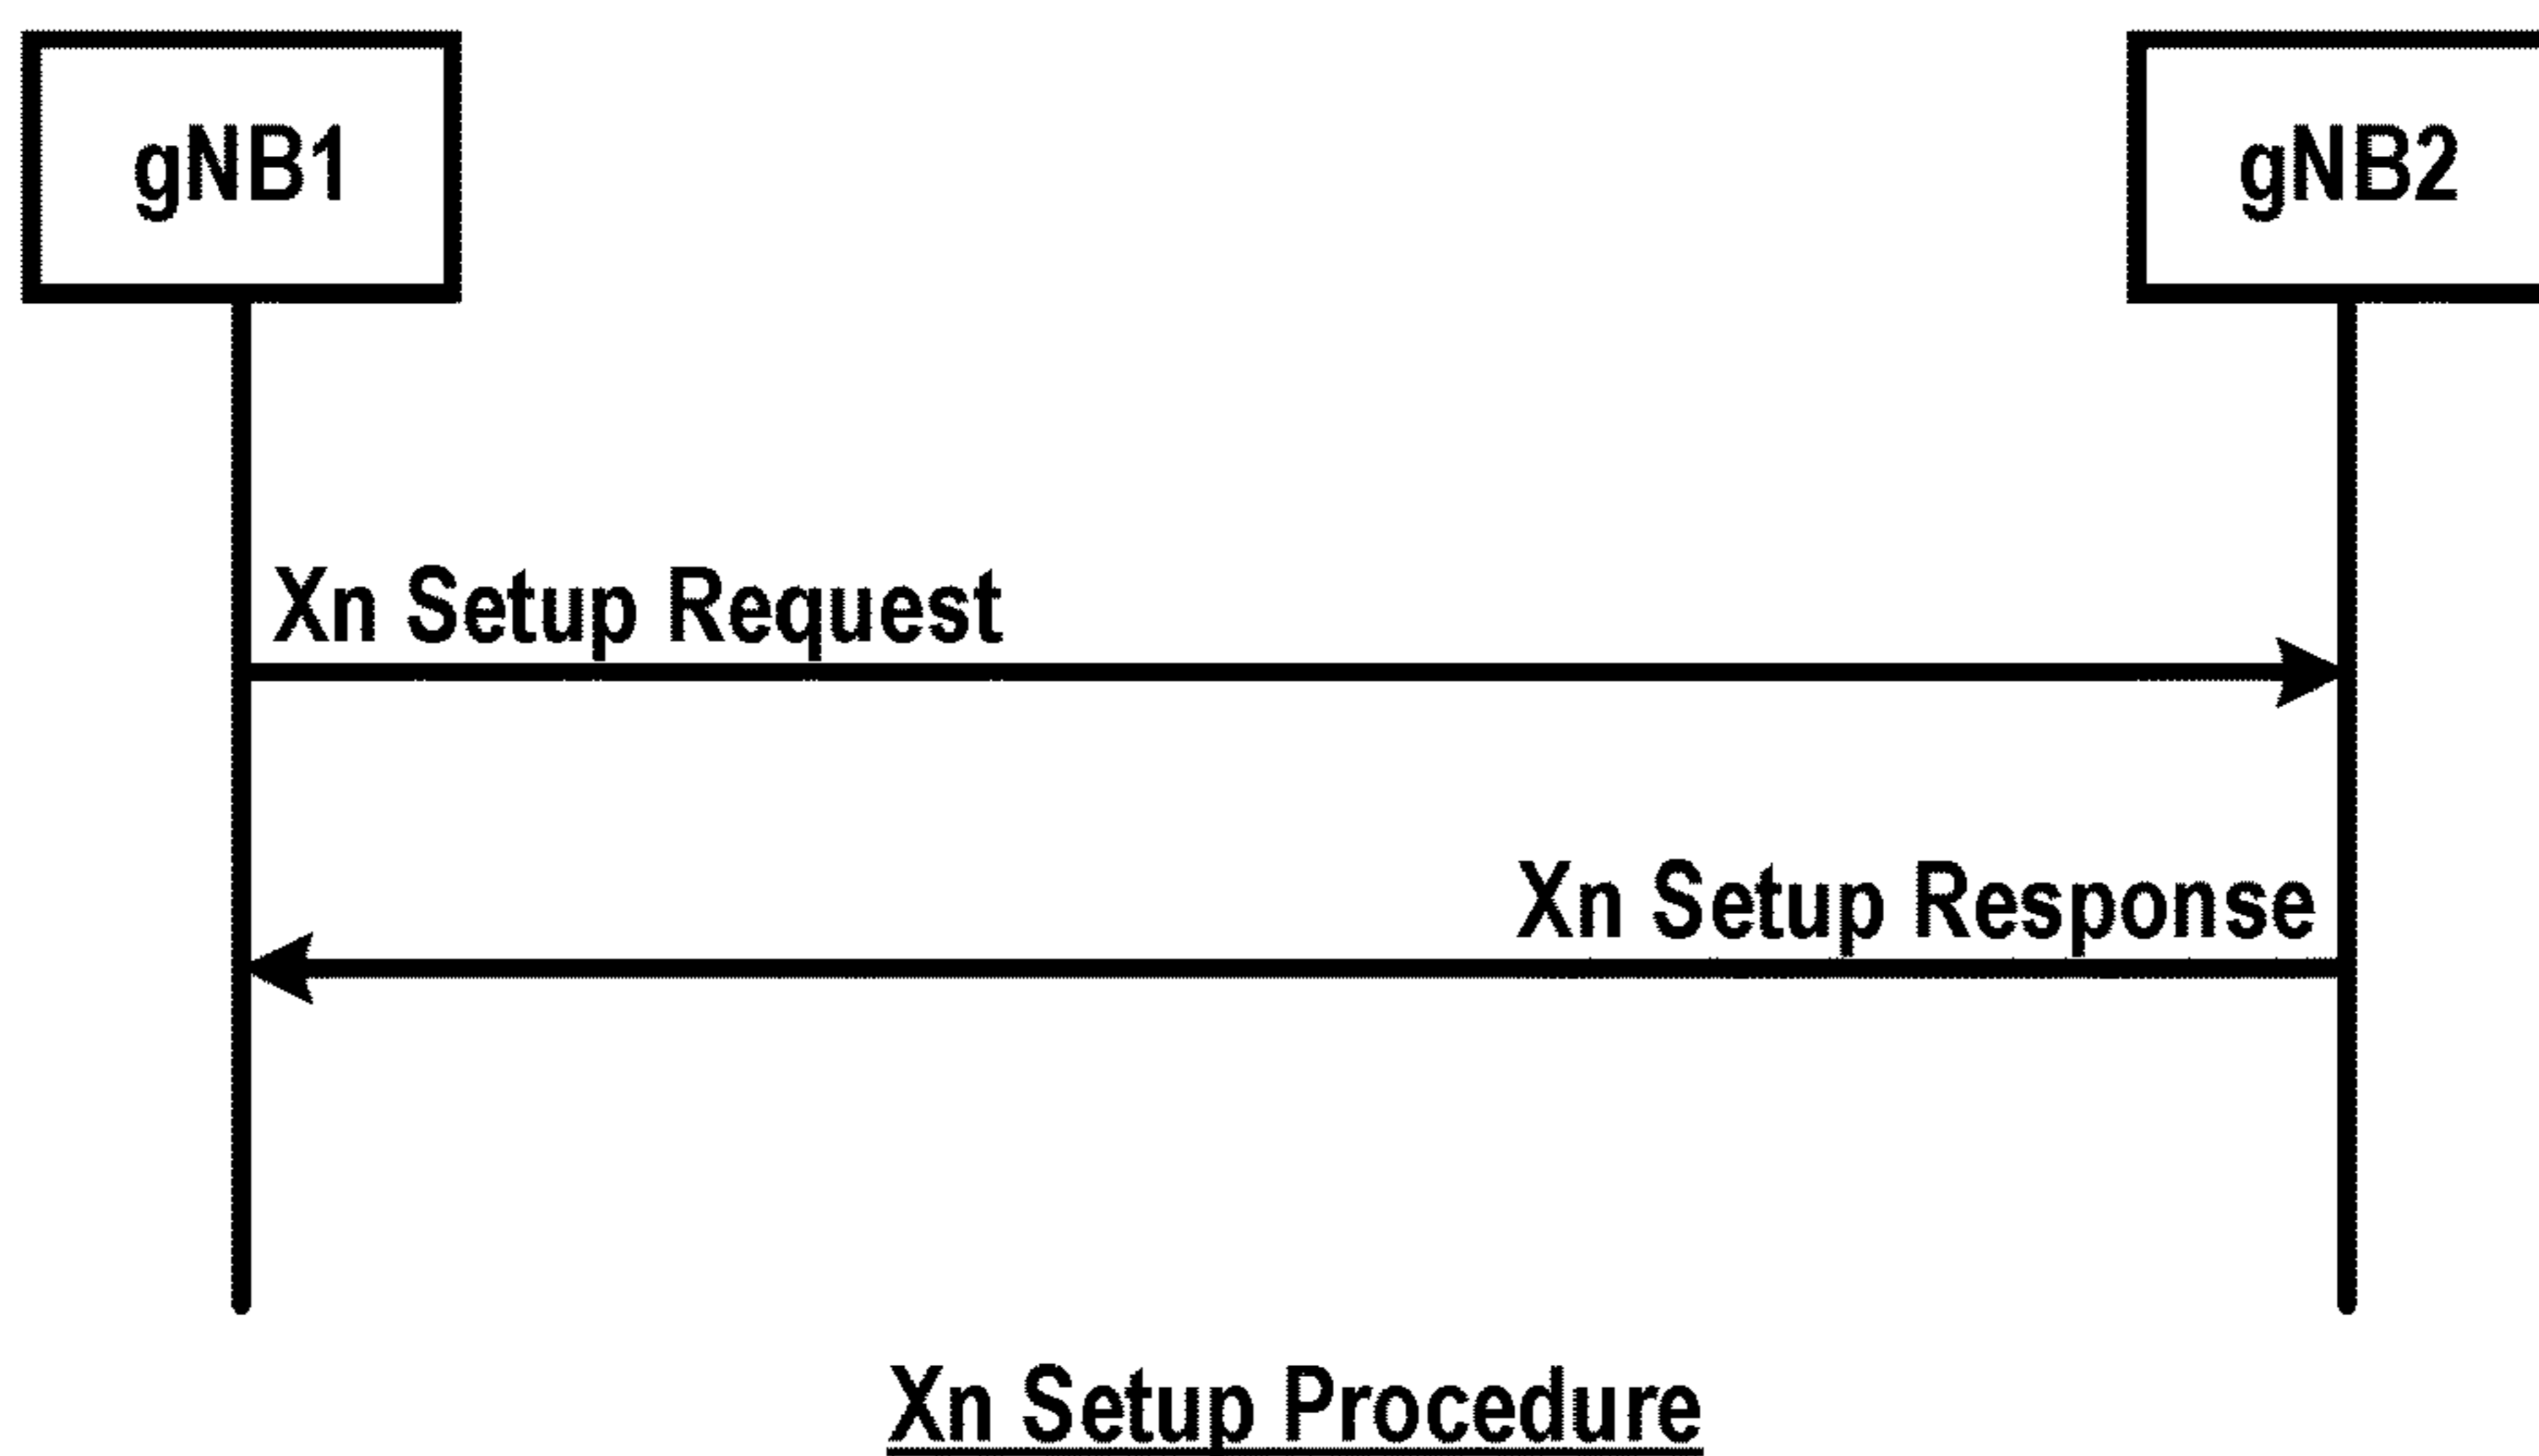 gNB1
gNB2
Xn Setup Request
Xn Setup Response
Xn Setup Procedure